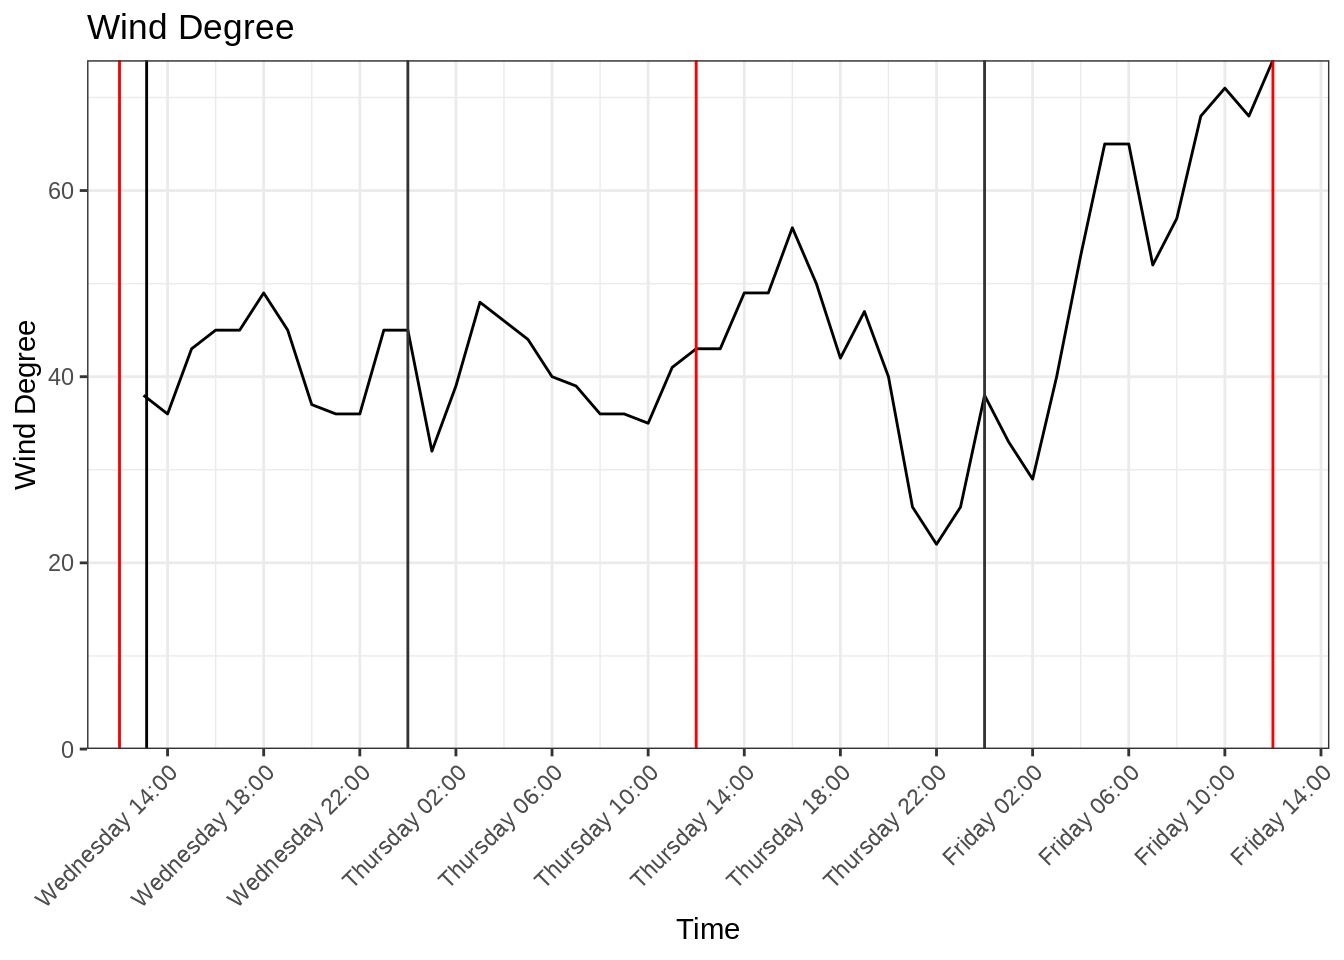 Wind Degree
Wind Degree
60
40
20
0
Wednesday 14:00
Wednesday 18:00
Wednesday 22:00
Thursday 02:00
Thursday 06:00
Thursday 10:00
Thursday 14:00
Thursday 18:00
Thursday 22:00
Friday 02:00
Friday 06:00
Friday 10:00
Friday 14:00
Time